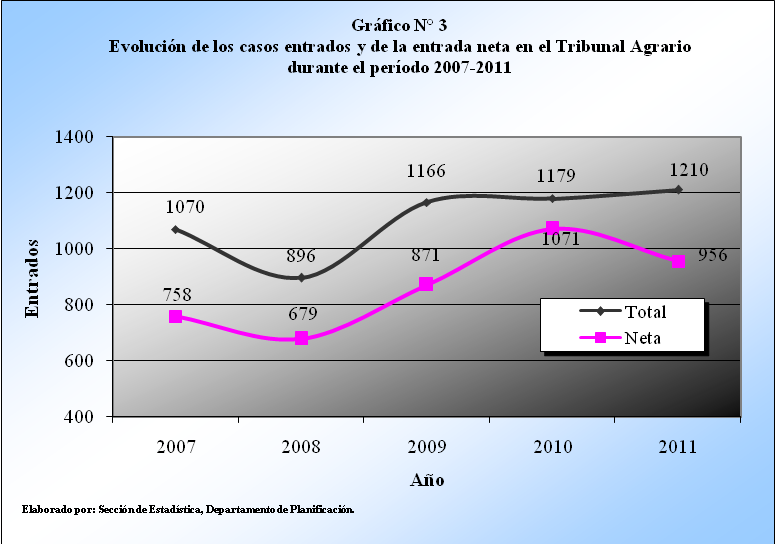 Gráfico N° 3
Evolución de los casos entrados y de la entrada neta en el Tribunal Agrario
durante el período 2007-2011
1400
1200
1000
800
600
400
Entrados
1070
896
1166
1179
1210
758
679
871
1071
956
Total
Neta
2007
2008
2009
2010
2011
Año
Elaborado por: Sección de Estadística, Departamento de Planificación.